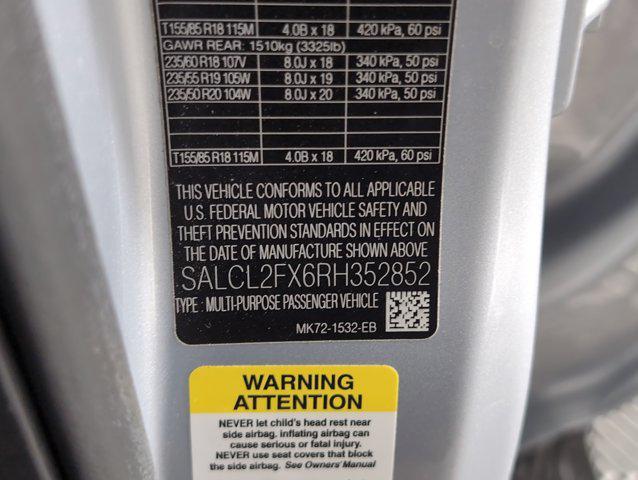 T155/85 R18 115M 4.0B x 18 420 kPa, 60 psi
GAWR REAR: 1510kg (3325lb)
235/60 R18 107V 8.0J x 18 340 kPa, 50 psi
235/55 R19 105W 8.0J x 19 340 kPa, 50 psi
235/50 R20 104W 8.0J x 20 340 kPa, 50 psi
T155/85 R18 115M 4.0B x 18 420 kPa, 60 psi
THIS VEHICLE CONFORMS TO ALL APPLICABLE
U.S. FEDERAL MOTOR VEHICLE SAFETY AND
THEFT PREVENTION STANDARDS IN EFFECT ON
THE DATE OF MANUFACTURE SHOWN ABOVE
SALCL2FX6RH352852
TYPE : MULTI-PURPOSE PASSENGER VEHICLE
MK72-1532-EB
WARNING
ATTENTION
NEVER let child's head rest near
side airbag. inflating airbag can
cause serious or fatal injury.
NEVER use seat covers that block
the side airbag. See Owners' Manual